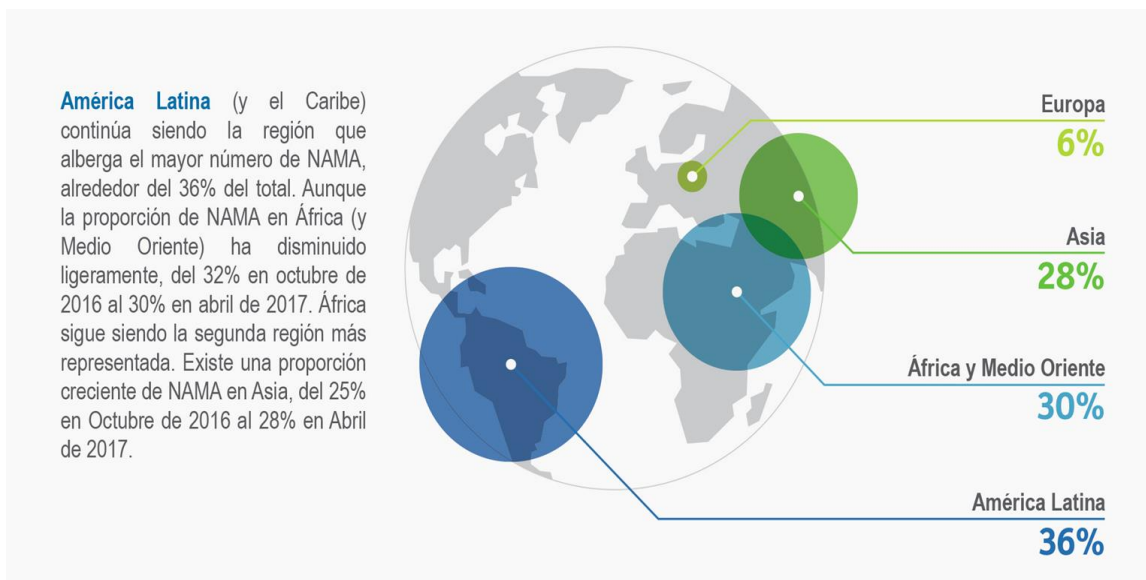 América Latina (y el Caribe)
continúa siendo la región que
alberga el mayor número de NAMA,
alrededor del 36% del total. Aunque
la proporción de NAMA en África (y
Medio Oriente) ha disminuido
ligeramente, del 32% en octubre de
2016 al 30% en abril de 2017. África
sigue siendo la segunda región más
representada. Existe una proporción
creciente de NAMA en Asia, del 25%
en Octubre de 2016 al 28% en Abril
de 2017.
Europa
6%
Asia
28%
África y Medio Oriente
30%
América Latina
36%